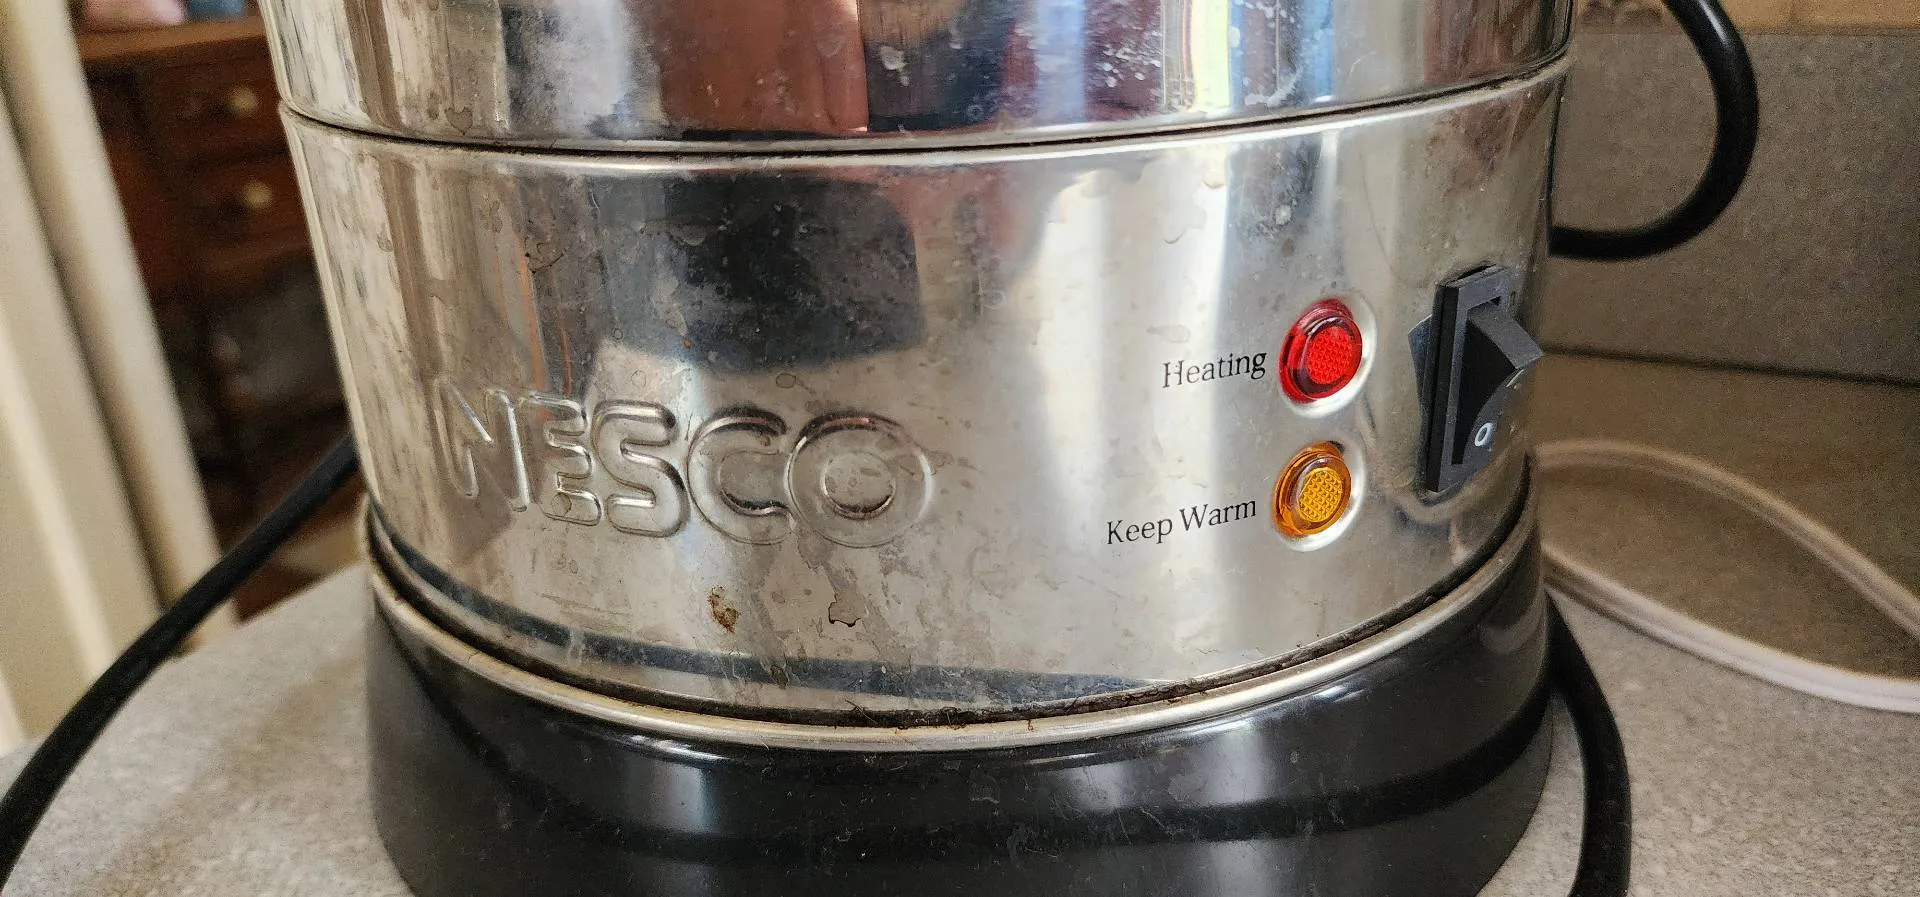 NESCO
Heating
Keep Warm
O